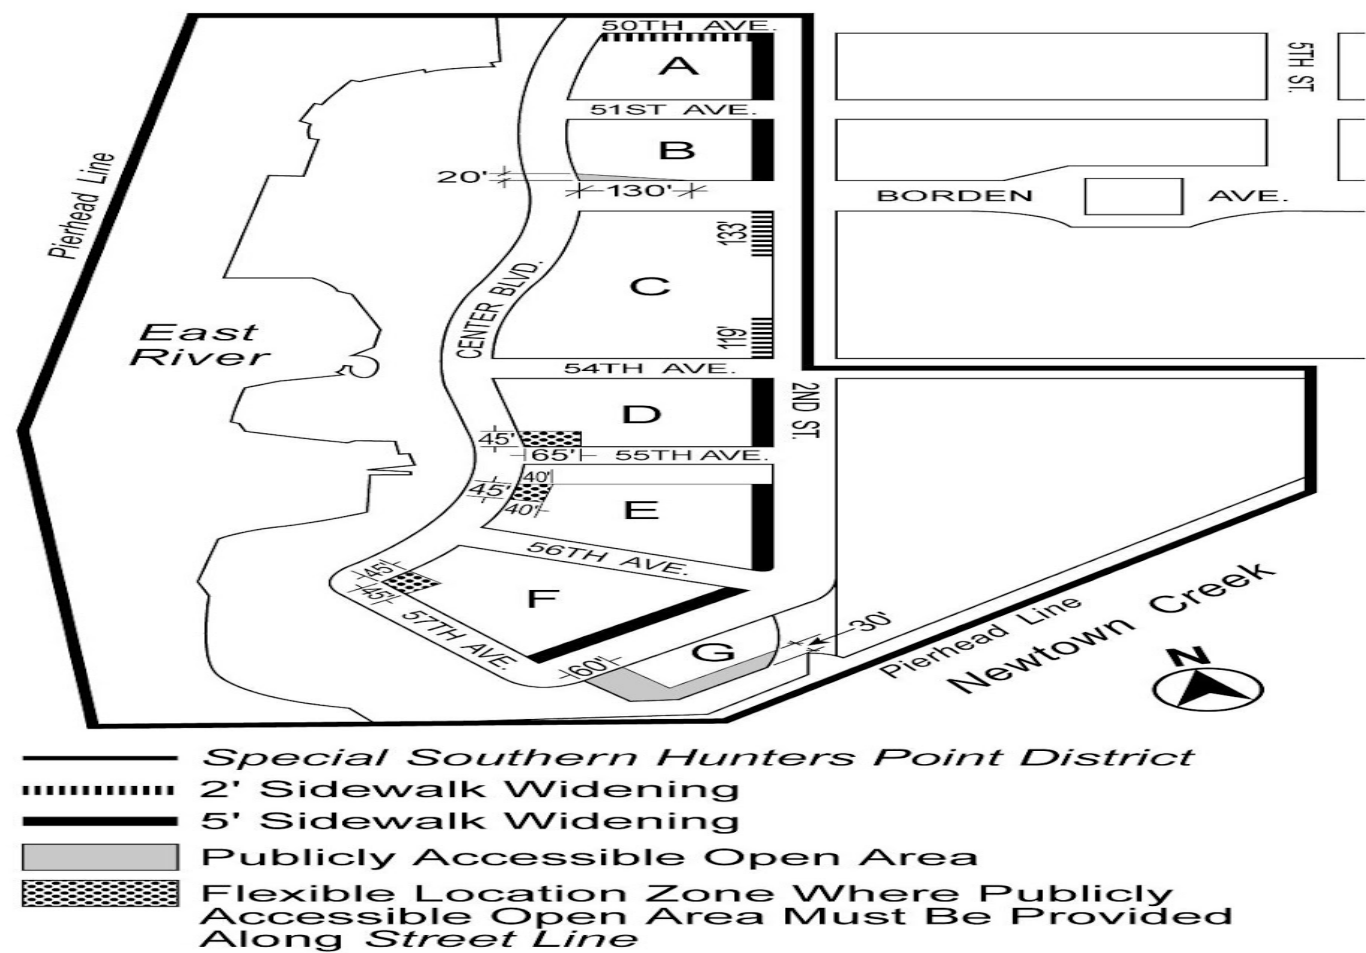 50TH AVE.
5TH ST.
A
51ST AVE.
B
Pierhead Line
20'
130'
BORDEN AVE.
133'
C
CENTER BLVD.
East
River
119'
54TH AVE.
2ND ST.
D
45'
65'
55TH AVE.
40'
45'
40'
E
56TH AVE.
45'
45'
F
57TH AVE.
30'
G
60'
Pierhead Line
Newtown Creek
N
Special Southern Hunters Point District
2' Sidewalk Widening
5' Sidewalk Widening
Publicly Accessible Open Area
Flexible Location Zone Where Publicly
Accessible Open Area Must Be Provided
Along Street Line